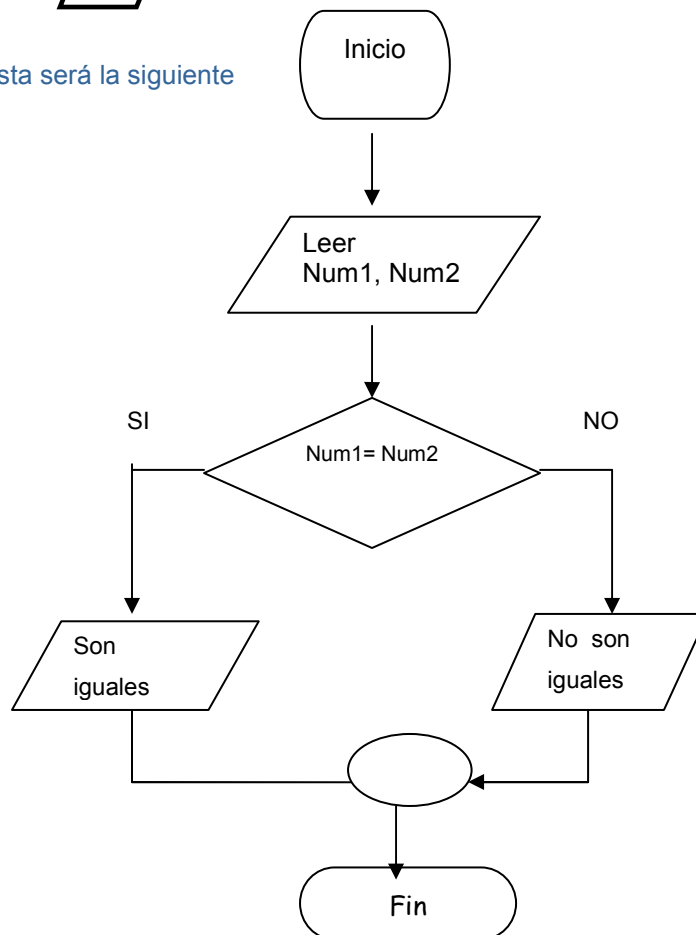 Inicio
sta será la siguiente
Leer
Num1, Num2
SI
NO
Num1= Num2
Son
iguales
No son
iguales
Fin